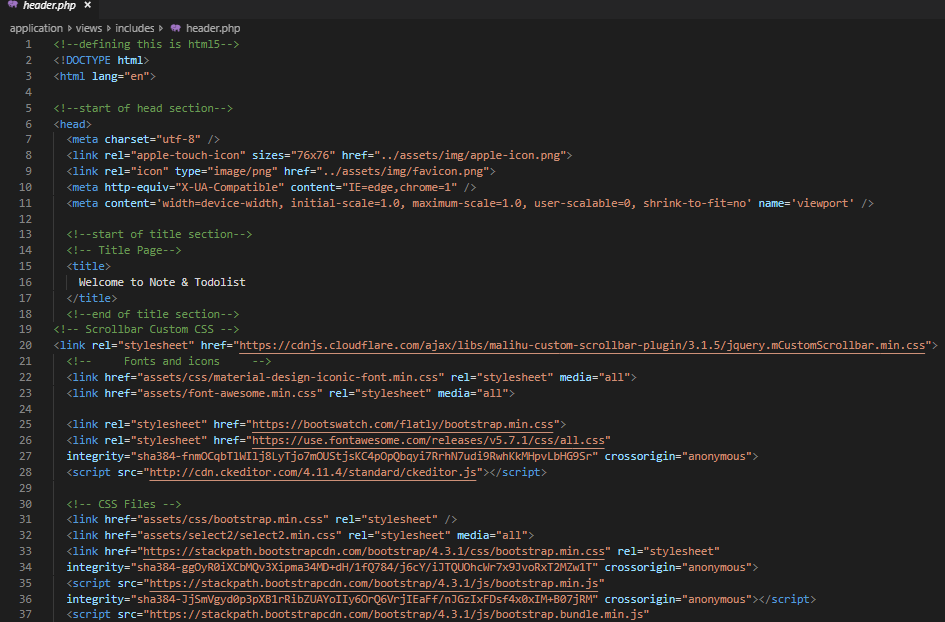 header.php ×
application › views › includes › header.php
1 <!--defining this is html5-->
2 <!DOCTYPE html>
3 <html lang="en">
4
5 <!--start of head section-->
6 <head>
7 <meta charset="utf-8" />
8 <link rel="apple-touch-icon" sizes="76x76" href="../assets/img/apple-icon.png">
9 <link rel="icon" type="image/png" href="../assets/img/favicon.png">
10 <meta http-equiv="X-UA-Compatible" content="IE=edge,chrome=1" />
11 <meta content='width=device-width, initial-scale=1.0, maximum-scale=1.0, user-scalable=0, shrink-to-fit=no' name='viewport' />
12
13 <!--start of title section-->
14 <!-- Title Page-->
15 <title>
16 Welcome to Note & Todolist
17 </title>
18 <!--end of title section-->
19 <!-- Scrollbar Custom CSS -->
20 <link rel="stylesheet" href="https://cdnjs.cloudflare.com/ajax/libs/malihu-custom-scrollbar-plugin/3.1.5/jquery.mCustomScrollbar.min.css">
21 <!--     Fonts and icons     -->
22 <link href="assets/css/material-design-iconic-font.min.css" rel="stylesheet" media="all">
23 <link href="assets/font-awesome.min.css" rel="stylesheet" media="all">
24
25 <link rel="stylesheet" href="https://bootswatch.com/flatly/bootstrap.min.css">
26 <link rel="stylesheet" href="https://use.fontawesome.com/releases/v5.7.1/css/all.css"
27 integrity="sha384-fnmOCqbTlWIlj8LyTjo7mOUStjsKC4pOpQbqyi7RrhN7udi9RwhKkMHpvLbHG9Sr" crossorigin="anonymous">
28 <script src="http://cdn.ckeditor.com/4.11.4/standard/ckeditor.js"></script>
29
30 <!-- CSS Files -->
31 <link href="assets/css/bootstrap.min.css" rel="stylesheet" />
32 <link href="assets/select2/select2.min.css" rel="stylesheet" media="all">
33 <link href="https://stackpath.bootstrapcdn.com/bootstrap/4.3.1/css/bootstrap.min.css" rel="stylesheet"
34 integrity="sha384-ggOyR0iXCbMQv3Xipma34MD+dH/1fQ784/j6cY/iJTQUOhcWr7x9JvoRxT2MZw1T" crossorigin="anonymous">
35 <script src="https://stackpath.bootstrapcdn.com/bootstrap/4.3.1/js/bootstrap.min.js"
36 integrity="sha384-JjSmVgyd0p3pXB1rRibZUAYoIIy6OrQ6VrjIEaFf/nJGzIxFDsf4x0xIM+B07jRM" crossorigin="anonymous"></script>
37 <script src="https://stackpath.bootstrapcdn.com/bootstrap/4.3.1/js/bootstrap.bundle.min.js"